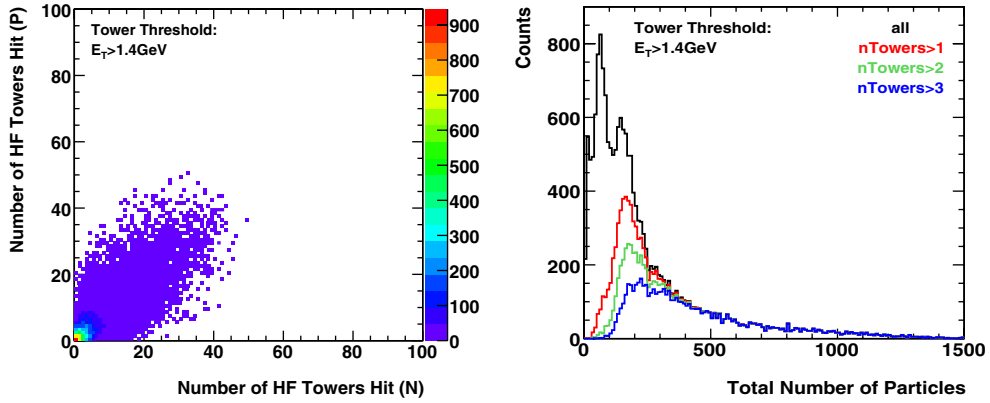 Number of HF Towers Hit (P)
100
80
60
40
20
0
Tower Threshold:
E_T>1.4GeV
0 20 40 60 80 100
Number of HF Towers Hit (N)
900
800
700
600
500
400
300
200
100
0
Counts
800
600
400
200
0
Tower Threshold:
E_T>1.4GeV
all
nTowers>1
nTowers>2
nTowers>3
0 500 1000 1500
Total Number of Particles